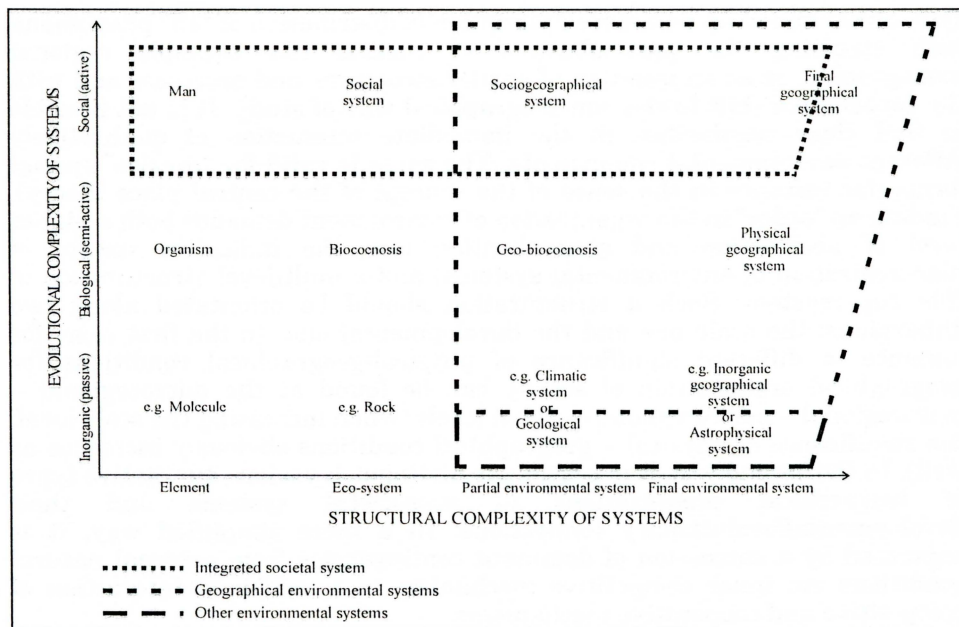 EVOLUTIONAL COMPLEXITY OF SYSTEMS
Social (active)
Biological (semi-active)
Inorganic (passive)
Man
Social
system
Sociogeographical
system
Final
geographical
system
Organism
Biocoenosis
Geo-biocoenosis
Physical
geographical
system
e.g. Molecule
e.g. Rock
e.g. Climatic
system
or
Geological
system
e.g. Inorganic
geographical
system
or
Astrophysical
system
Element
Eco-system
Partial environmental system
Final environmental system
STRUCTURAL COMPLEXITY OF SYSTEMS
Integreted societal system
Geographical environmental systems
Other environmental systems